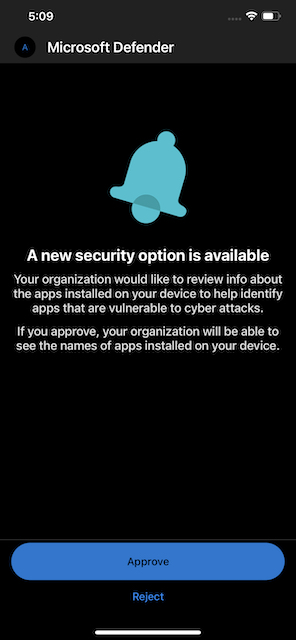 5:09
A Microsoft Defender
A new security option is available
Your organization would like to review info about
the apps installed on your device to help identify
apps that are vulnerable to cyber attacks.
If you approve, your organization will be able to
see the names of apps installed on your device.
Approve
Reject